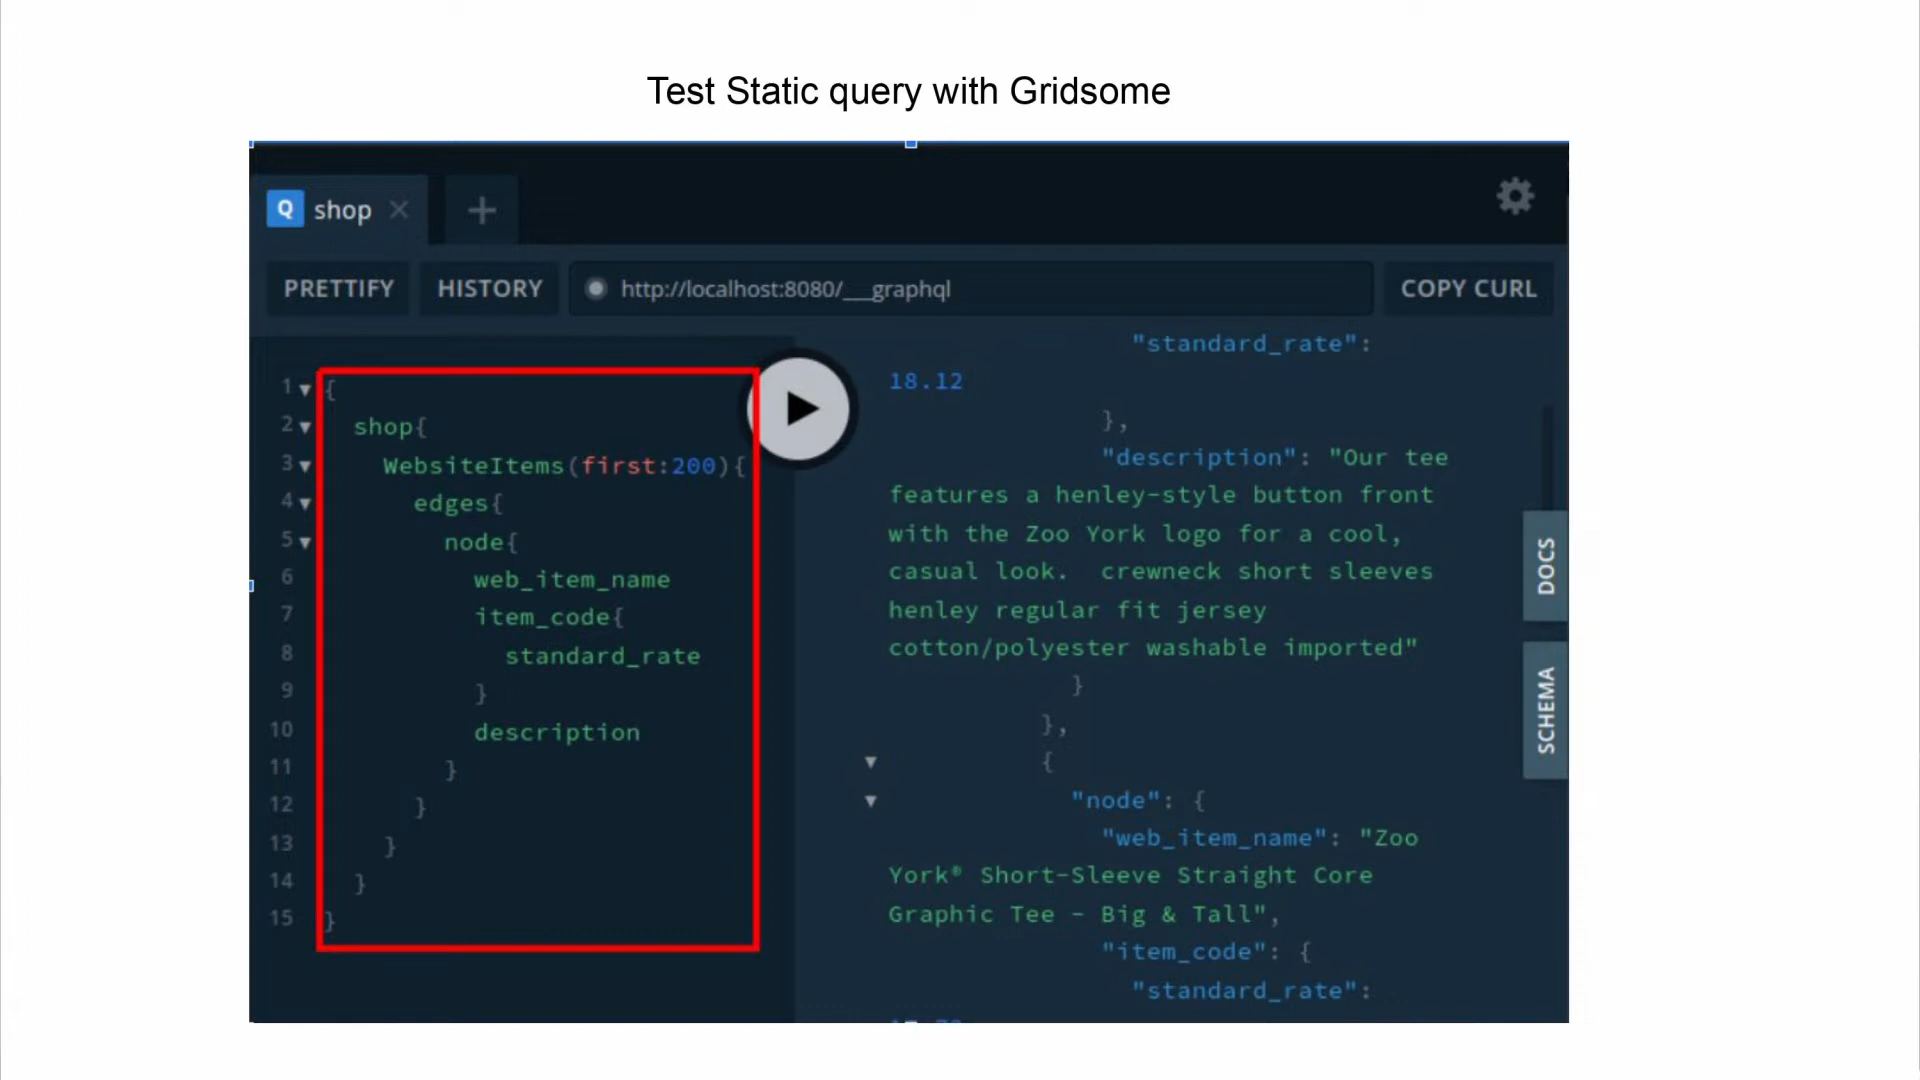 Test Static query with Gridsome
Q shop
PRETTIFY HISTORY http://localhost:8080/___graphql COPY CURL
1 {
2 shop{
3 WebsiteItems(first:200){
4 edges{
5 node{
6 web_item_name
7 item_code{
8 standard_rate
9 }
10 description
11 }
12 }
13 }
14 }
15 }
"standard_rate":
18.12
},
"description": "Our tee
features a henley-style button front
with the Zoo York logo for a cool,
casual look.  crewneck short sleeves
henley regular fit jersey
cotton/polyester washable imported"
}
},
{
"node": {
"web_item_name": "Zoo
York® Short-Sleeve Straight Core
Graphic Tee - Big & Tall",
"item_code": {
"standard_rate":
DOCS
SCHEMA